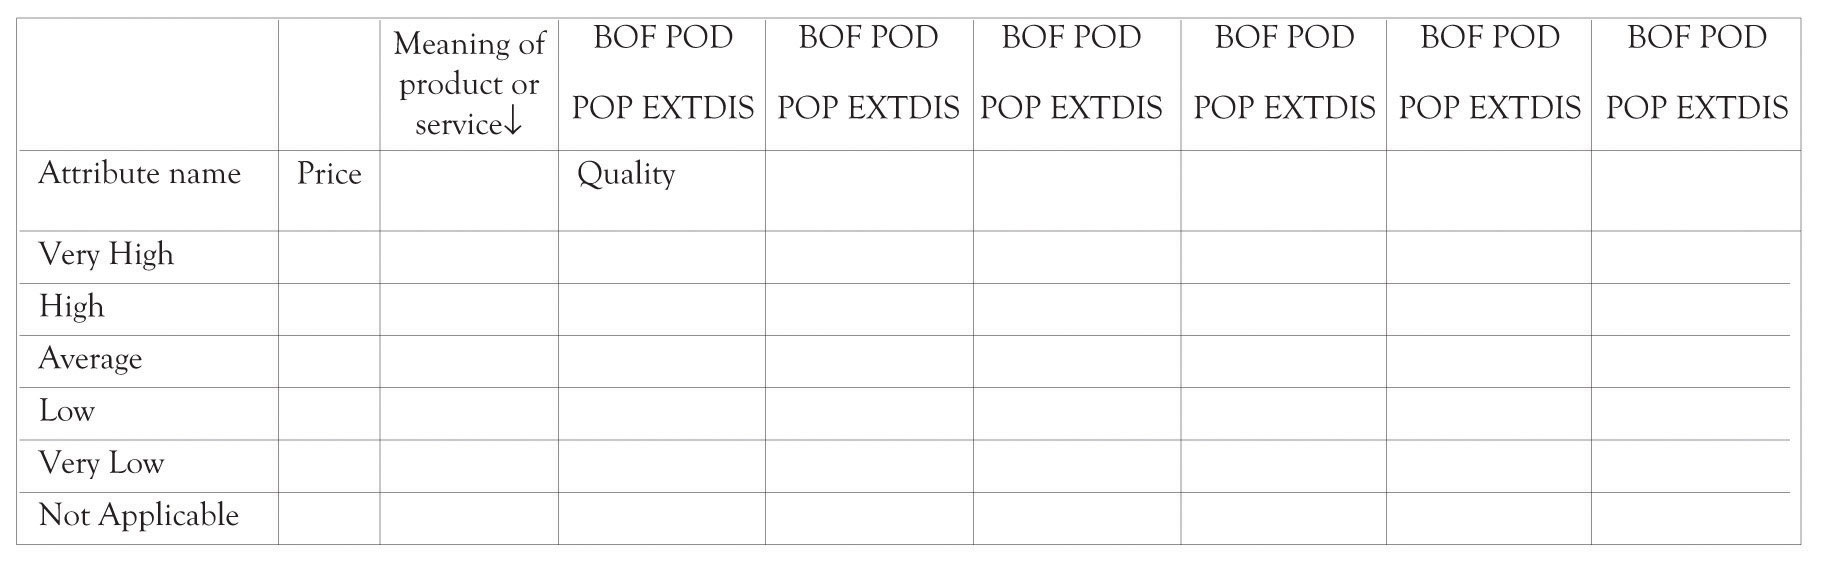 Meaning of
product or
service↓
BOF POD
POP EXTDIS
BOF POD
POP EXTDIS
BOF POD
POP EXTDIS
BOF POD
POP EXTDIS
BOF POD
POP EXTDIS
BOF POD
POP EXTDIS
Attribute name
Price
Quality
Very High
High
Average
Low
Very Low
Not Applicable